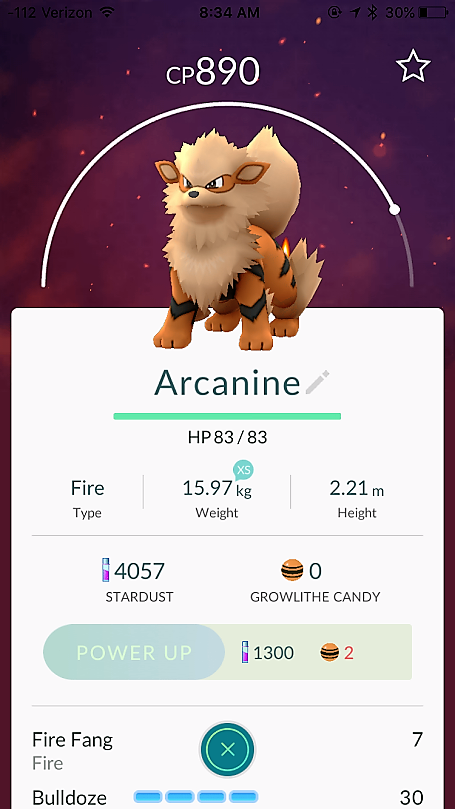 -112 Verizon 8:34 AM 30%
CP890
Arcanine
HP 83 / 83
XS
Fire 15.97 kg 2.21 m
Type Weight Height
4057 0
STARDUST GROWLITHE CANDY
POWER UP 1300 2
Fire Fang 7
Fire
Bulldoze 30